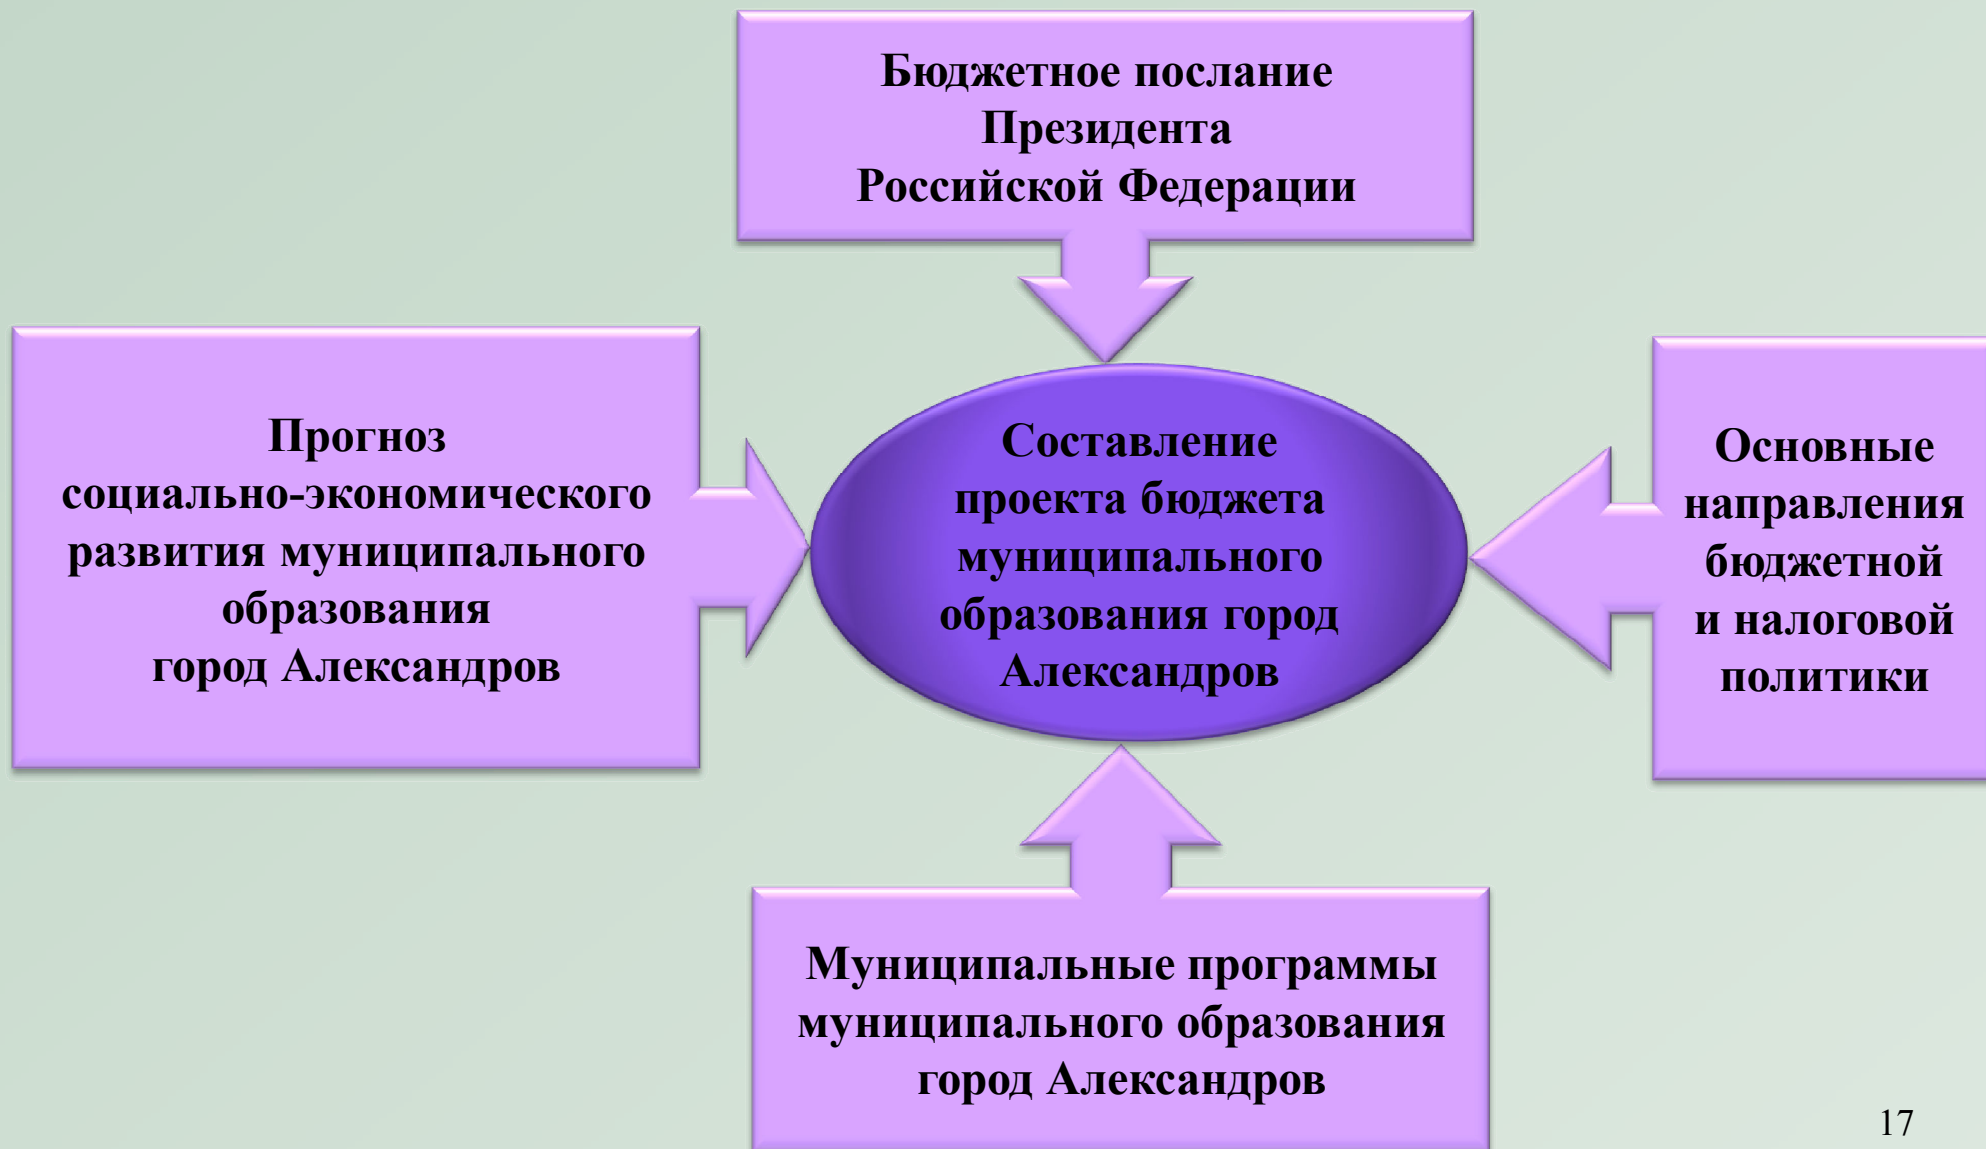 Бюджетное послание
Президента
Российской Федерации
Прогноз
социально-экономического
развития муниципального
образования
город Александров
Составление
проекта бюджета
муниципального
образования город
Александров
Основные
направления
бюджетной
и налоговой
политики
Муниципальные программы
муниципального образования
город Александров
17